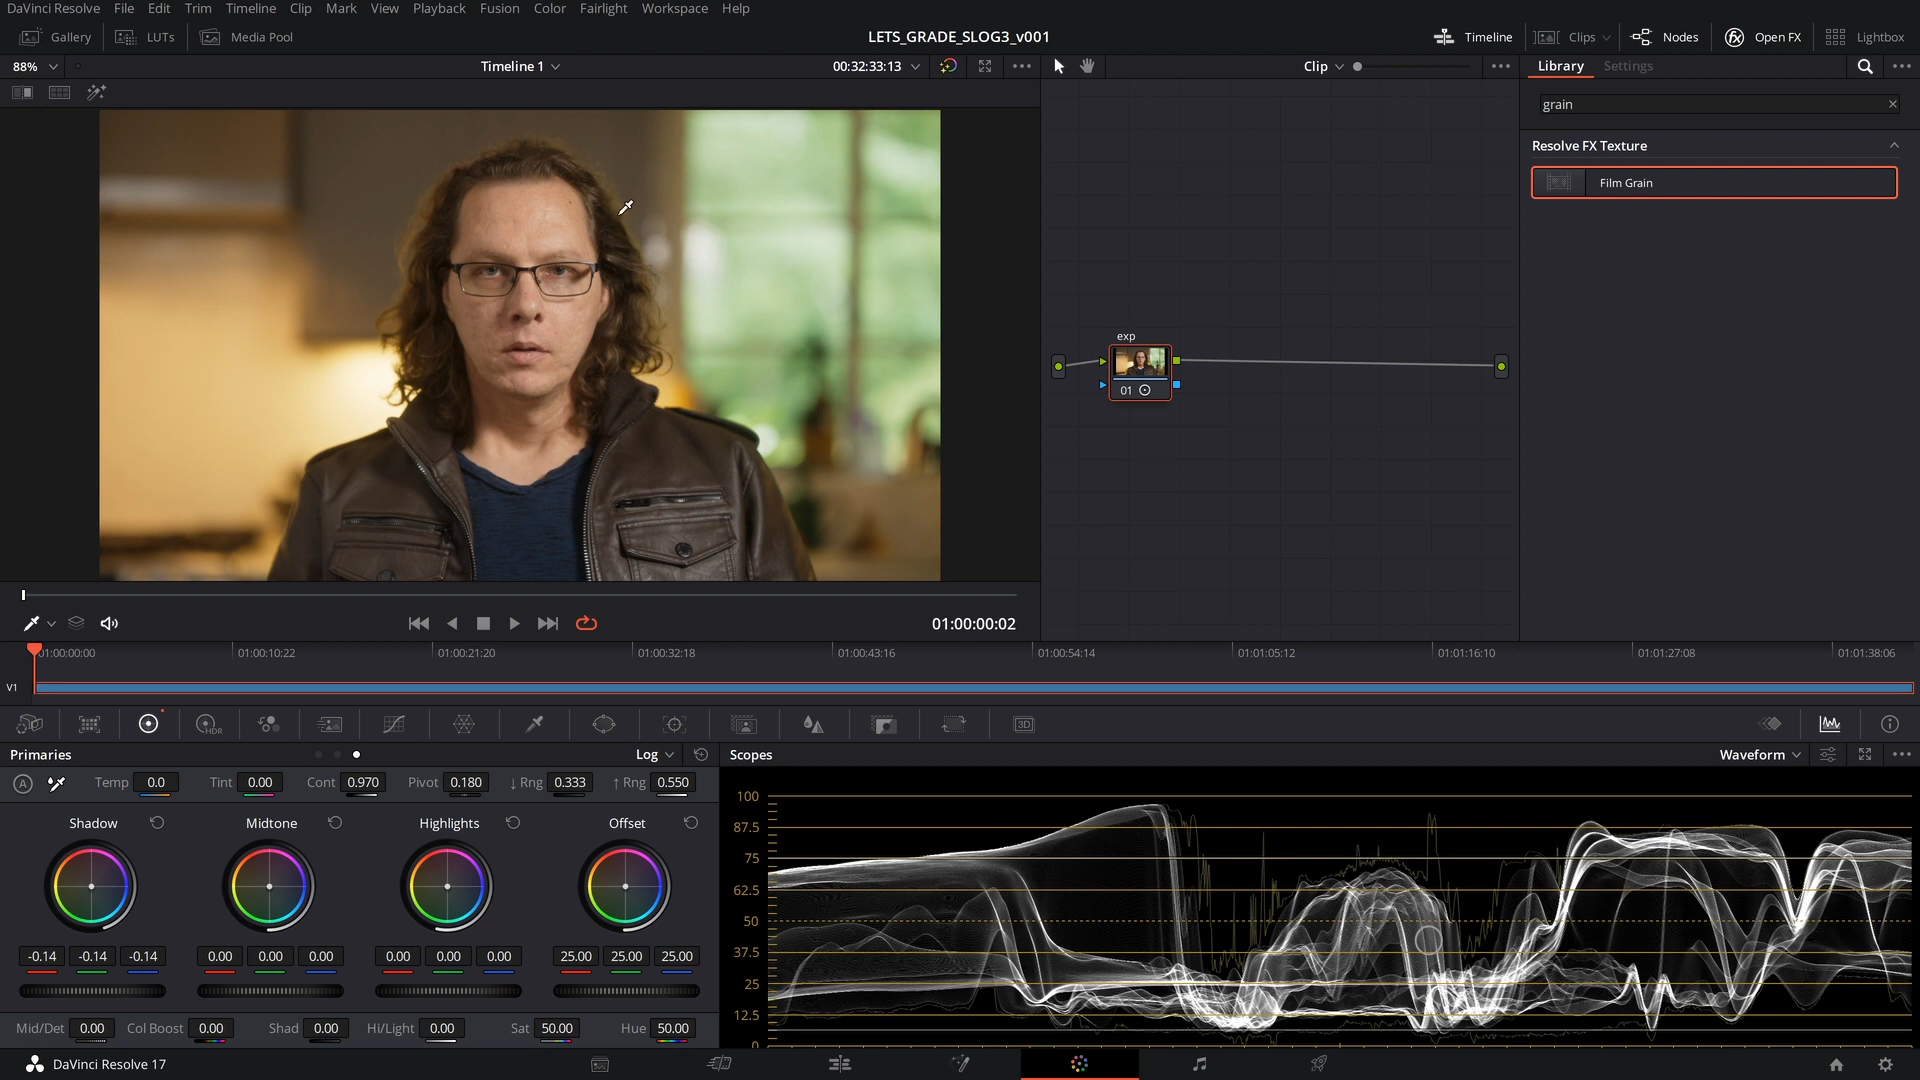 DaVinci Resolve File Edit Trim Timeline Clip Mark View Playback Fusion Color Fairlight Workspace Help
Gallery LUTs Media Pool LETS_GRADE_SLOG3_v001 Timeline Clips Nodes fx Open FX Lightbox
88% Timeline 1 00:32:33:13 Clip Library Settings
grain
Resolve FX Texture
Film Grain
exp
01
01:00:00:02
01:00:00:00 01:00:10:22 01:00:21:20 01:00:32:18 01:00:43:16 01:00:54:14 01:01:05:12 01:01:16:10 01:01:27:08 01:01:38:06
V1
HDR 3D
Primaries Log Scopes Waveform
A Temp 0.0 Tint 0.00 Cont 0.970 Pivot 0.180 ↓ Rng 0.333 ↑ Rng 0.550
Shadow Midtone Highlights Offset
-0.14 -0.14 -0.14 0.00 0.00 0.00 0.00 0.00 0.00 25.00 25.00 25.00
Mid/Det 0.00 Col Boost 0.00 Shad 0.00 Hi/Light 0.00 Sat 50.00 Hue 50.00
100
87.5
75
62.5
50
37.5
25
12.5
0
DaVinci Resolve 17